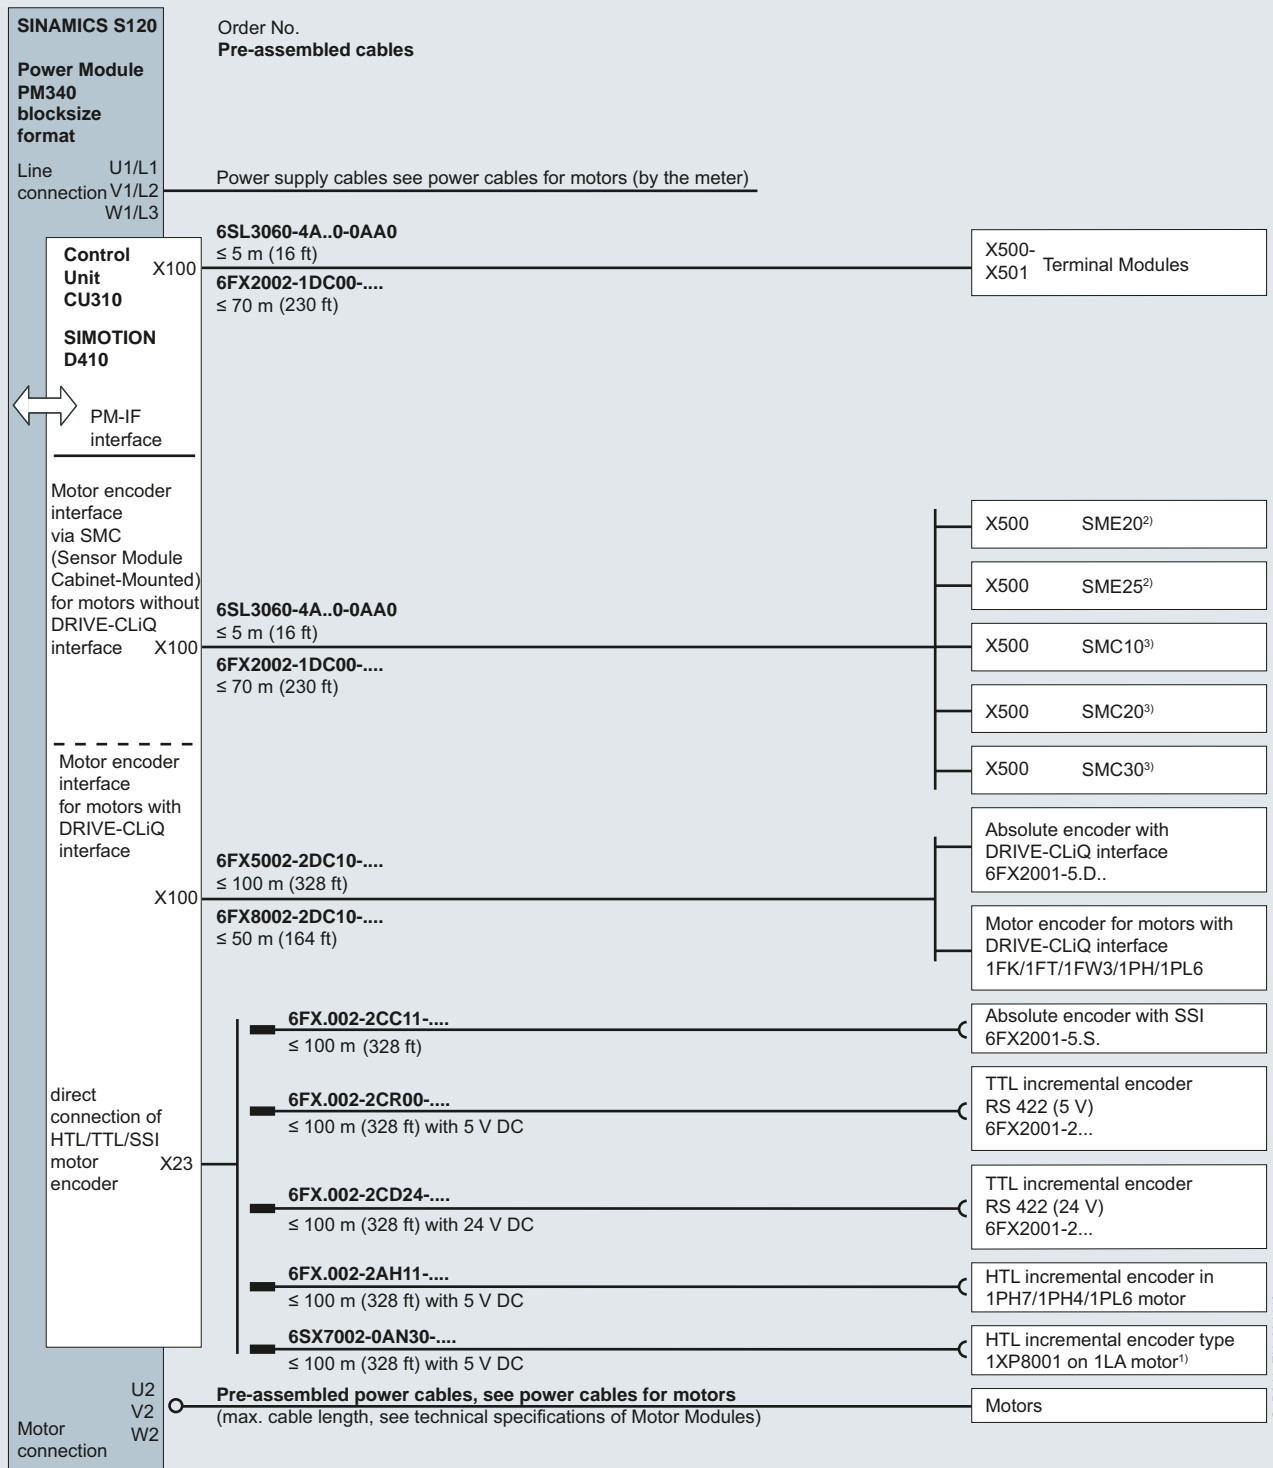 SINAMICS S120
Power Module
PM340
blocksize
format
Order No.
Pre-assembled cables
Line
connection
U1/L1
V1/L2
W1/L3
Power supply cables see power cables for motors (by the meter)
Control
Unit
CU310
X100
SIMOTION
D410
6SL3060-4A..0-0AA0
≤ 5 m (16 ft)
6FX2002-1DC00-....
≤ 70 m (230 ft)
X500-
X501
Terminal Modules
PM-IF
interface
Motor encoder
interface
via SMC
(Sensor Module
Cabinet-Mounted)
for motors without
DRIVE-CLiQ
interface
X100
6SL3060-4A..0-0AA0
≤ 5 m (16 ft)
6FX2002-1DC00-....
≤ 70 m (230 ft)
X500 SME20²⁾
X500 SME25²⁾
X500 SMC10³⁾
X500 SMC20³⁾
X500 SMC30³⁾
Motor encoder
interface
for motors with
DRIVE-CLiQ
interface
X100
6FX5002-2DC10-....
≤ 100 m (328 ft)
6FX8002-2DC10-....
≤ 50 m (164 ft)
Absolute encoder with
DRIVE-CLiQ interface
6FX2001-5.D..
Motor encoder for motors with
DRIVE-CLiQ interface
1FK/1FT/1FW3/1PH/1PL6
direct
connection of
HTL/TTL/SSI
motor
encoder
X23
6FX.002-2CC11-....
≤ 100 m (328 ft)
Absolute encoder with SSI
6FX2001-5.S.
6FX.002-2CR00-....
≤ 100 m (328 ft) with 5 V DC
TTL incremental encoder
RS 422 (5 V)
6FX2001-2...
6FX.002-2CD24-....
≤ 100 m (328 ft) with 24 V DC
TTL incremental encoder
RS 422 (24 V)
6FX2001-2...
6FX.002-2AH11-....
≤ 100 m (328 ft) with 5 V DC
HTL incremental encoder in
1PH7/1PH4/1PL6 motor
6SX7002-0AN30-....
≤ 100 m (328 ft) with 5 V DC
HTL incremental encoder type
1XP8001 on 1LA motor¹⁾
Motor
connection
U2
V2
W2
Pre-assembled power cables, see power cables for motors
(max. cable length, see technical specifications of Motor Modules)
Motors